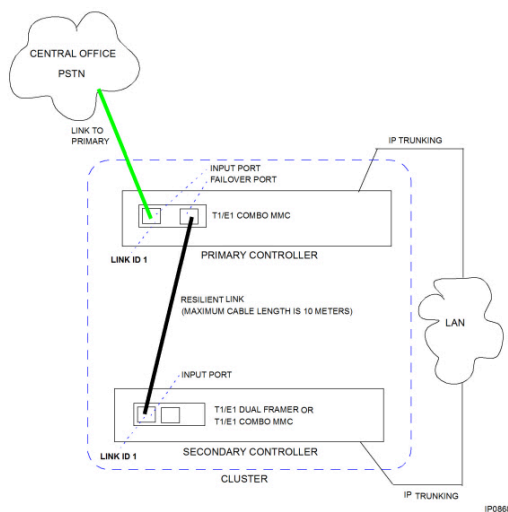 CENTRAL OFFICE
PSTN
LINK TO
PRIMARY
IP TRUNKING
INPUT PORT
FAILOVER PORT
T1/E1 COMBO MMC
LINK ID 1
PRIMARY CONTROLLER
RESILIENT LINK
(MAXIMUM CABLE LENGTH IS 10 METERS)
LAN
INPUT PORT
T1/E1 DUAL FRAMER OR
T1/E1 COMBO MMC
LINK ID 1
SECONDARY CONTROLLER
CLUSTER
IP TRUNKING